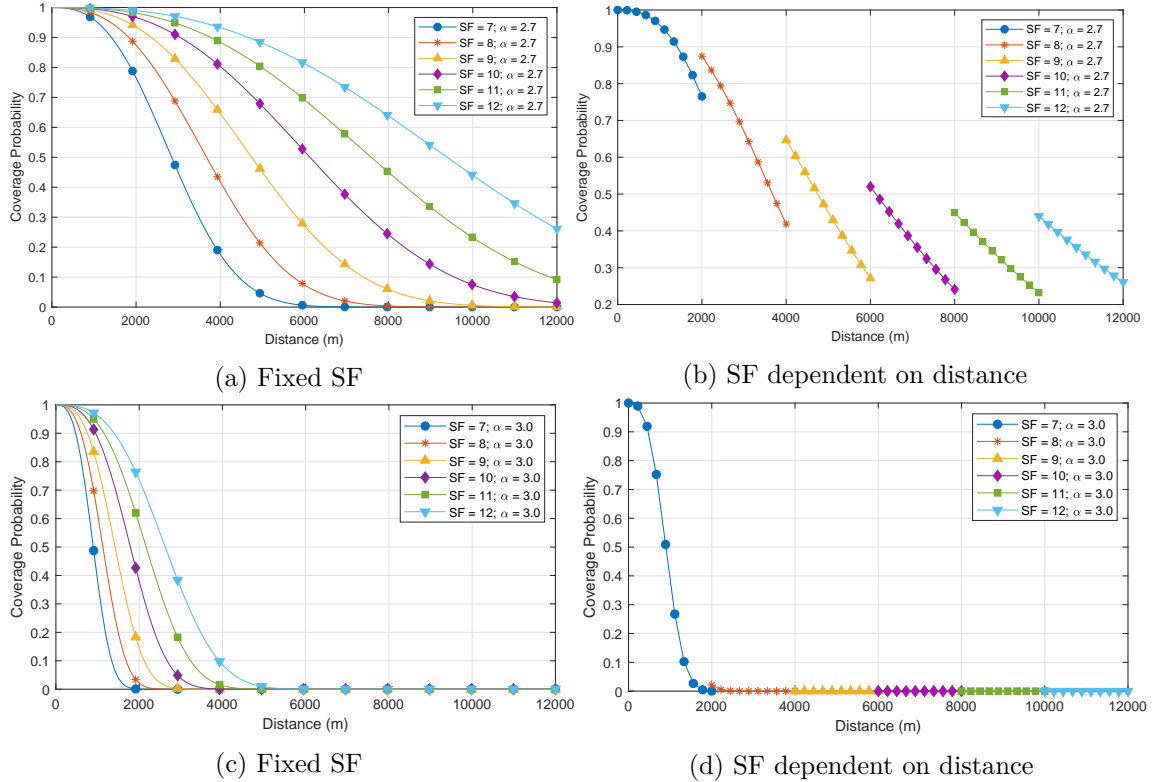 1
0.9
0.8
0.7
0.6
0.5
0.4
0.3
0.2
0.1
0
Coverage Probability
0 2000 4000 6000 8000 10000 12000
Distance (m)
SF = 7; α = 2.7
SF = 8; α = 2.7
SF = 9; α = 2.7
SF = 10; α = 2.7
SF = 11; α = 2.7
SF = 12; α = 2.7
(a) Fixed SF
1
0.9
0.8
0.7
0.6
0.5
0.4
0.3
0.2
Coverage Probability
0 2000 4000 6000 8000 10000 12000
Distance (m)
SF = 7; α = 2.7
SF = 8; α = 2.7
SF = 9; α = 2.7
SF = 10; α = 2.7
SF = 11; α = 2.7
SF = 12; α = 2.7
(b) SF dependent on distance
1
0.9
0.8
0.7
0.6
0.5
0.4
0.3
0.2
0.1
0
Coverage Probability
0 2000 4000 6000 8000 10000 12000
Distance (m)
SF = 7; α = 3.0
SF = 8; α = 3.0
SF = 9; α = 3.0
SF = 10; α = 3.0
SF = 11; α = 3.0
SF = 12; α = 3.0
(c) Fixed SF
1
0.9
0.8
0.7
0.6
0.5
0.4
0.3
0.2
0.1
0
Coverage Probability
0 2000 4000 6000 8000 10000 12000
Distance (m)
SF = 7; α = 3.0
SF = 8; α = 3.0
SF = 9; α = 3.0
SF = 10; α = 3.0
SF = 11; α = 3.0
SF = 12; α = 3.0
(d) SF dependent on distance